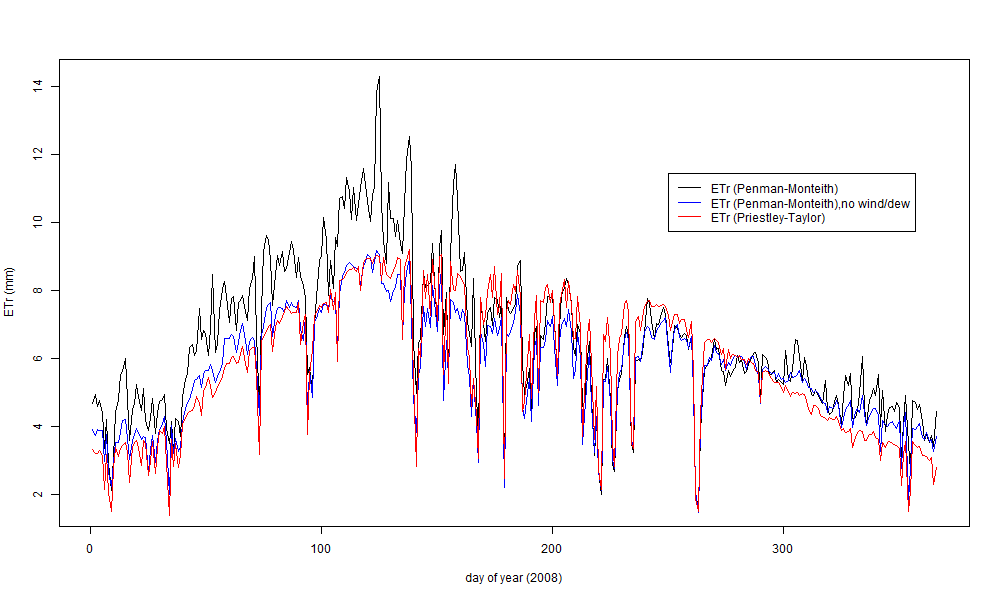 14
12
10
8
6
4
2
ETr (mm)
ETr (Penman-Monteith)
ETr (Penman-Monteith),no wind/dew
ETr (Priestley-Taylor)
0 100 200 300
day of year (2008)